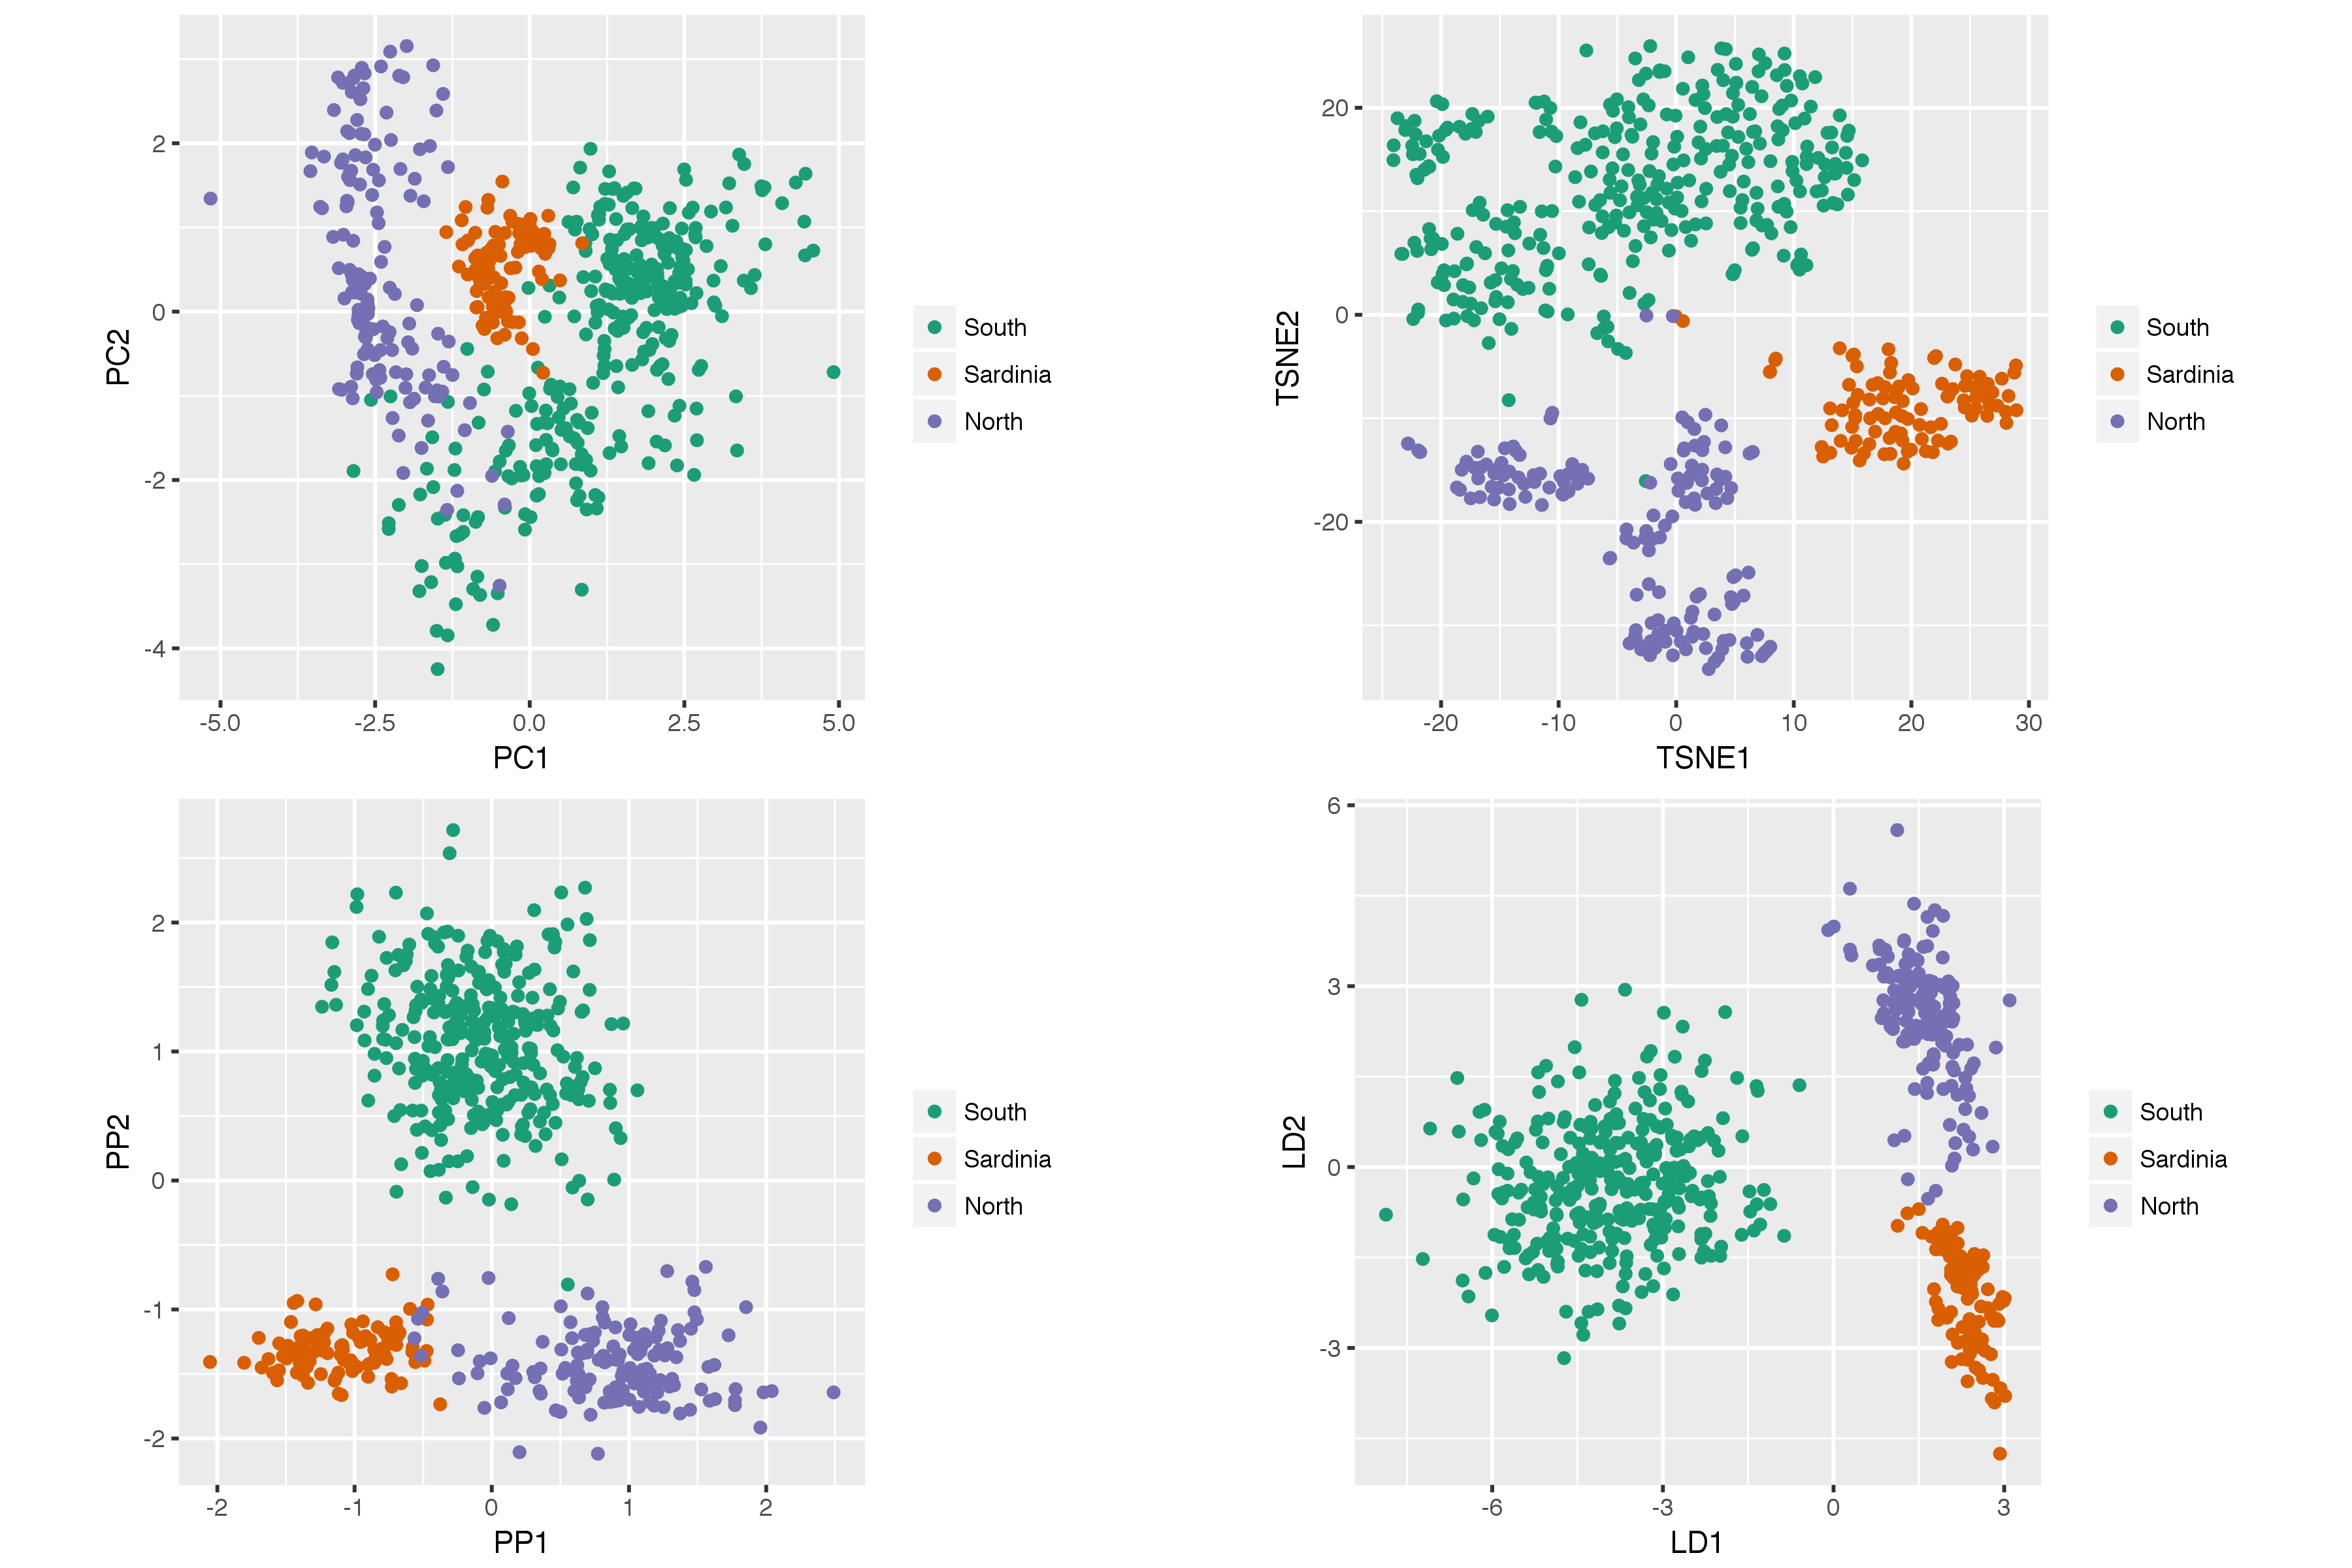 2
0
-2
-4
PC2
-5.0 -2.5 0.0 2.5 5.0
PC1
South
Sardinia
North
20
0
-20
TSNE2
-20 -10 0 10 20 30
TSNE1
South
Sardinia
North
2
1
0
-1
-2
PP2
-2 -1 0 1 2
PP1
South
Sardinia
North
6
3
0
-3
LD2
-6 -3 0 3
LD1
South
Sardinia
North